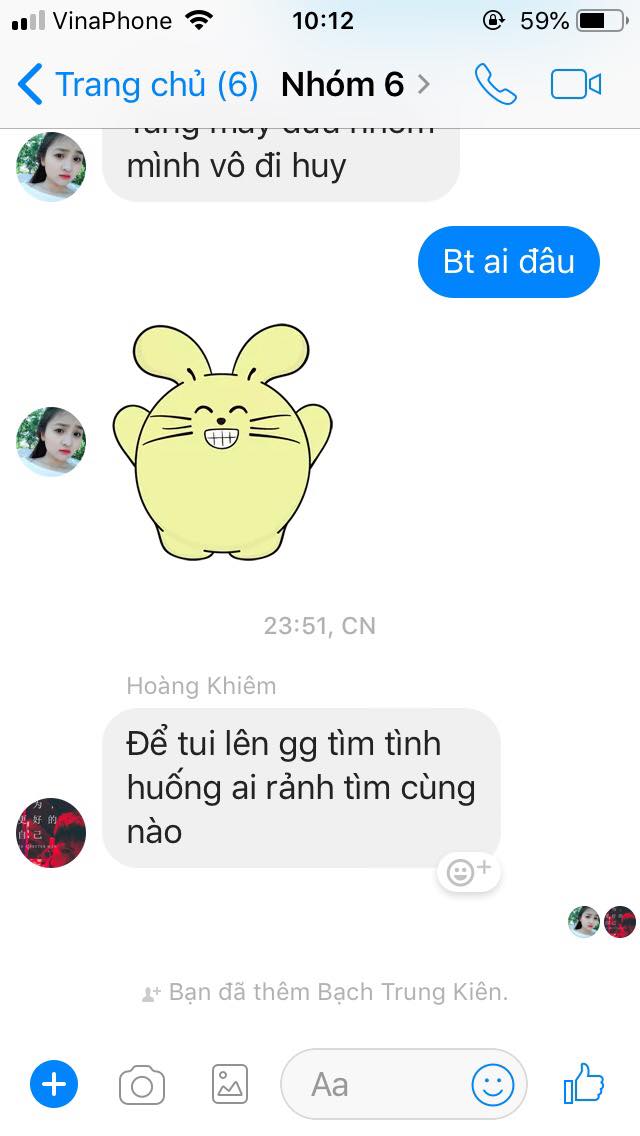 VinaPhone 10:12 59%
Trang chủ (6) Nhóm 6
mình vô đi huy
Bt ai đâu
23:51, CN
Hoàng Khiêm
Để tui lên gg tìm tình
huống ai rảnh tìm cùng
nào
Bạn đã thêm Bạch Trung Kiên.
Aa